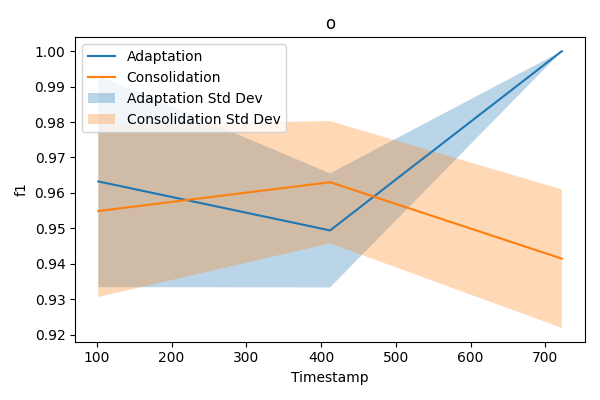 o
f1
1.00
0.99
0.98
0.97
0.96
0.95
0.94
0.93
0.92
Adaptation
Consolidation
Adaptation Std Dev
Consolidation Std Dev
100 200 300 400 500 600 700
Timestamp